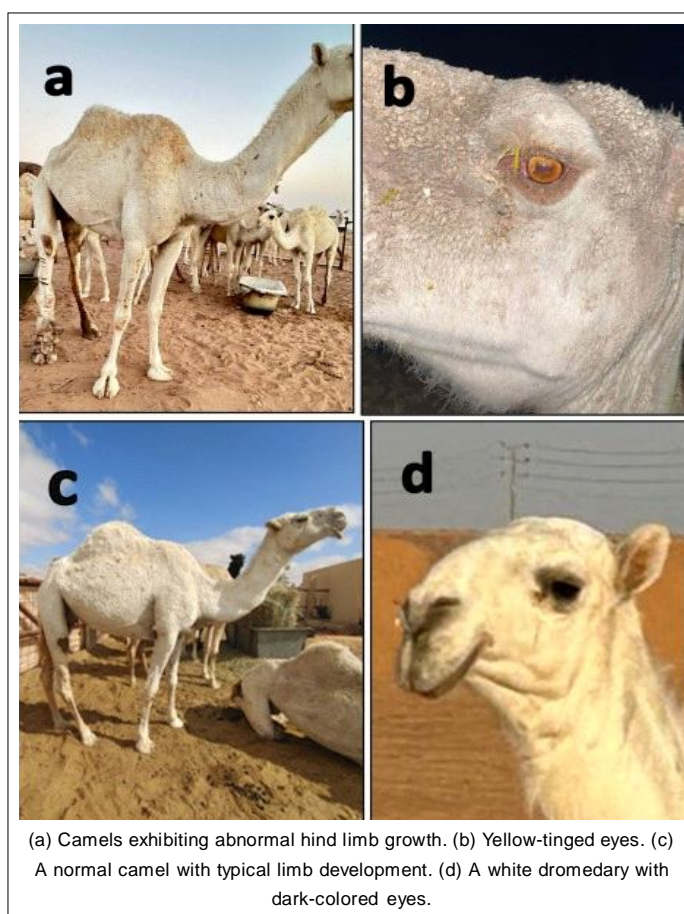 a
b
c
d
(a) Camels exhibiting abnormal hind limb growth. (b) Yellow-tinged eyes. (c)
A normal camel with typical limb development. (d) A white dromedary with
dark-colored eyes.